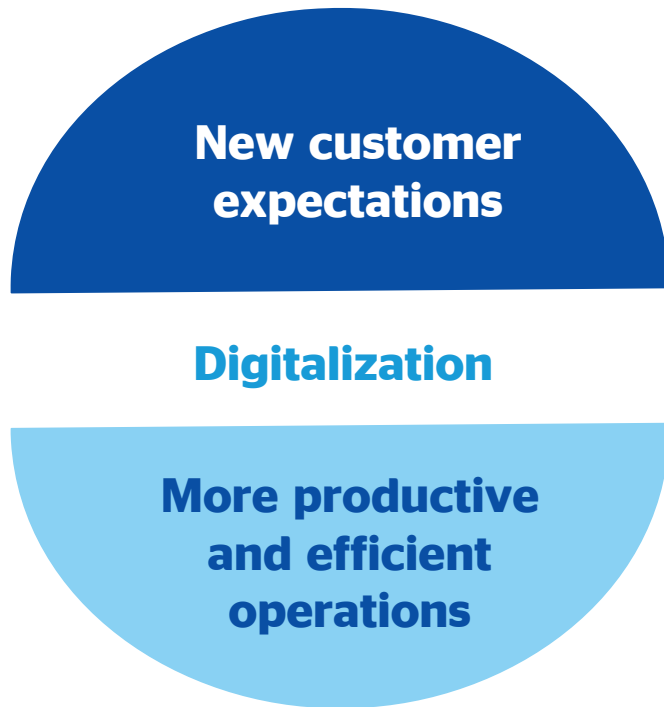 New customer
expectations
Digitalization
More productive
and efficient
operations